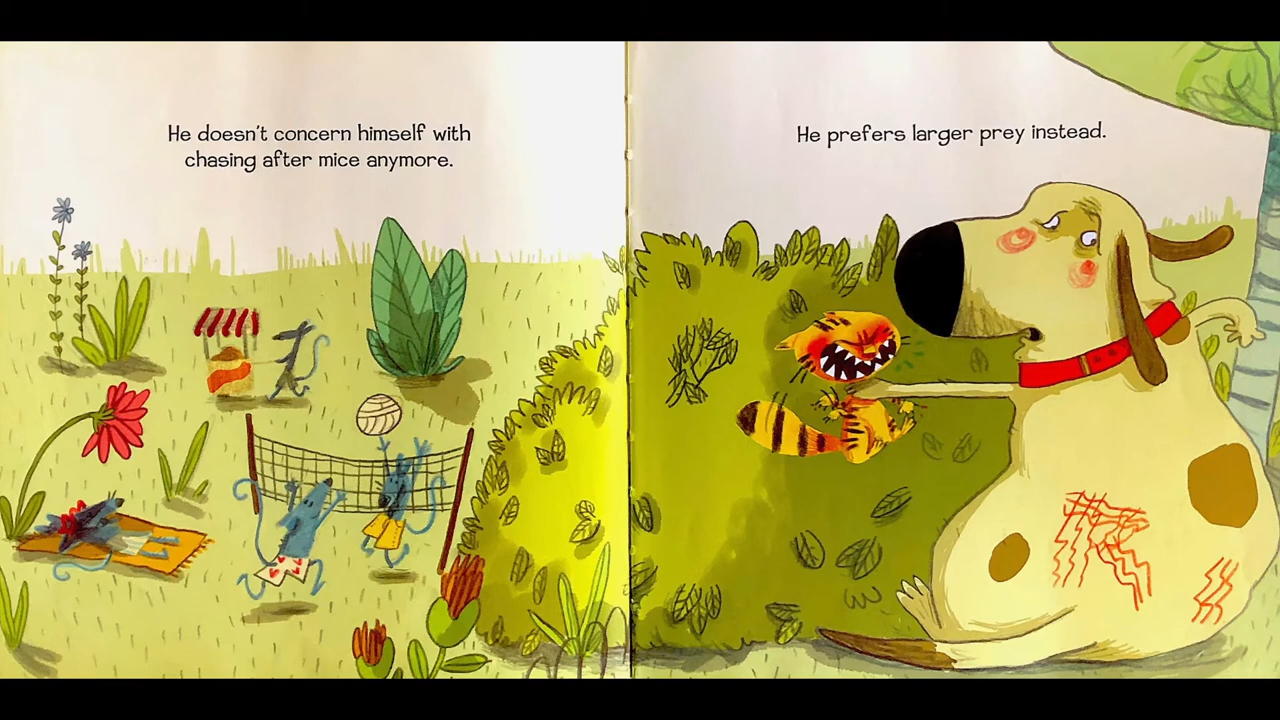 He doesn't concern himself with
chasing after mice anymore.
He prefers larger prey instead.